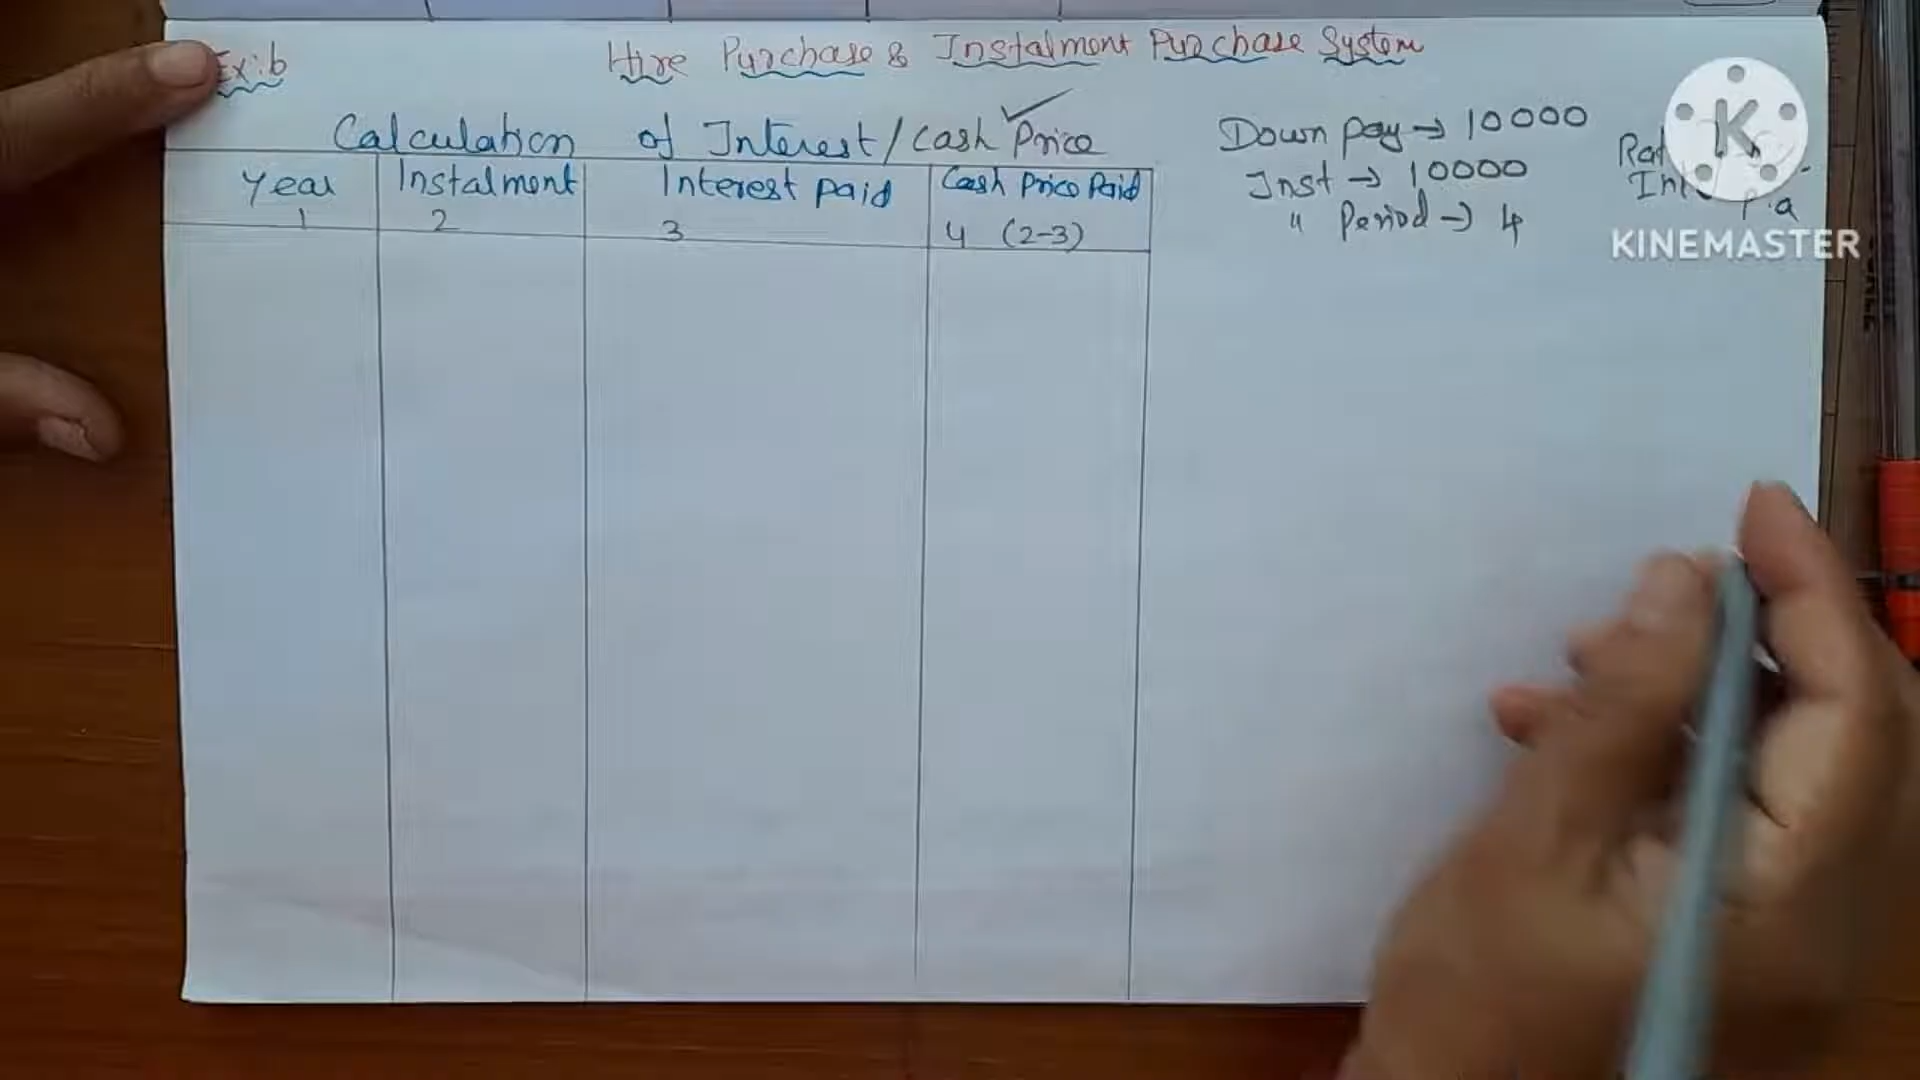 Ex:6
Hire Purchase & Instalment Purchase System
Calculation of Interest/Cash Price
Year Instalment Interest Paid Cash Price Paid
1 2 3 4 (2-3)
Down pay → 10000
Inst → 10000
" Period → 4
P.a
K
KINEMASTER